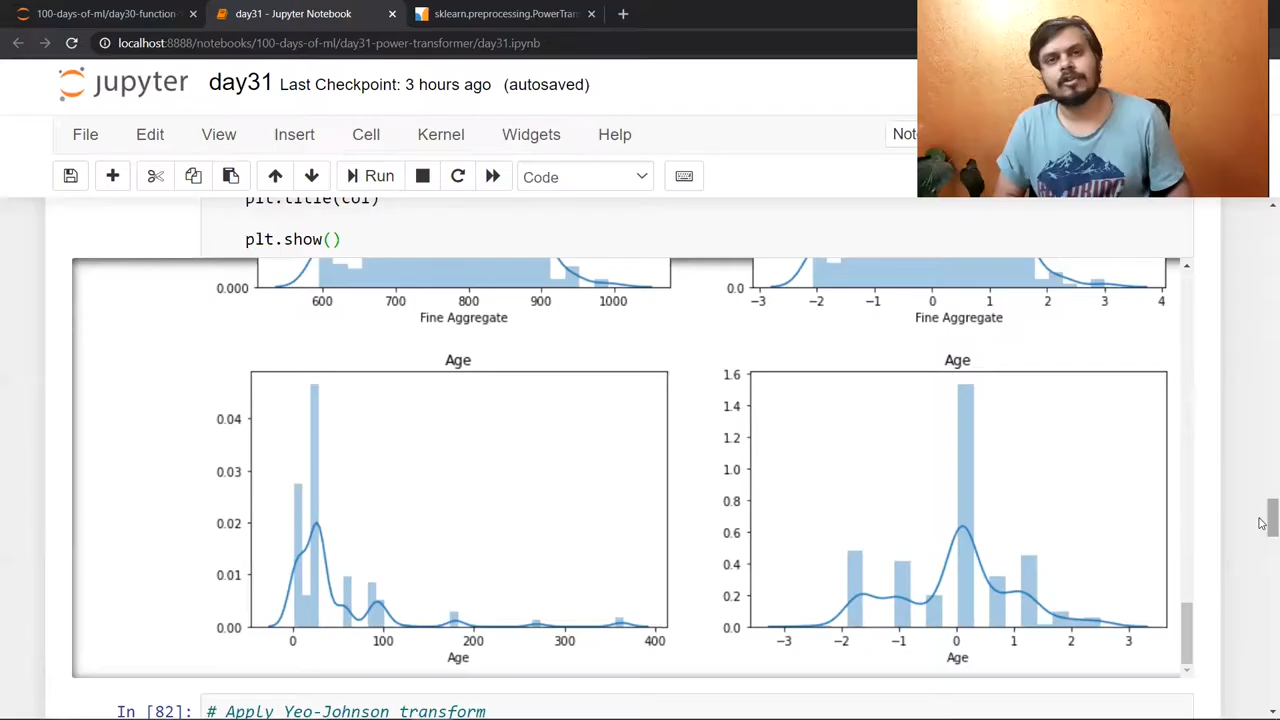 100-days-of-ml/day30-function-
day31 - Jupyter Notebook
sklearn.preprocessing.PowerTran
localhost:8888/notebooks/100-days-of-ml/day31-power-transformer/day31.ipynb
jupyter day31 Last Checkpoint: 3 hours ago (autosaved)
File Edit View Insert Cell Kernel Widgets Help
Run Code
plt.title(col)
plt.show()
0.000
600 700 800 900 1000
Fine Aggregate
0.0
−3 −2 −1 0 1 2 3 4
Fine Aggregate
Age
0.04
0.03
0.02
0.01
0.00
0 100 200 300 400
Age
Age
1.6
1.4
1.2
1.0
0.8
0.6
0.4
0.2
0.0
−3 −2 −1 0 1 2 3
Age
In [82]: # Apply Yeo-Johnson transform